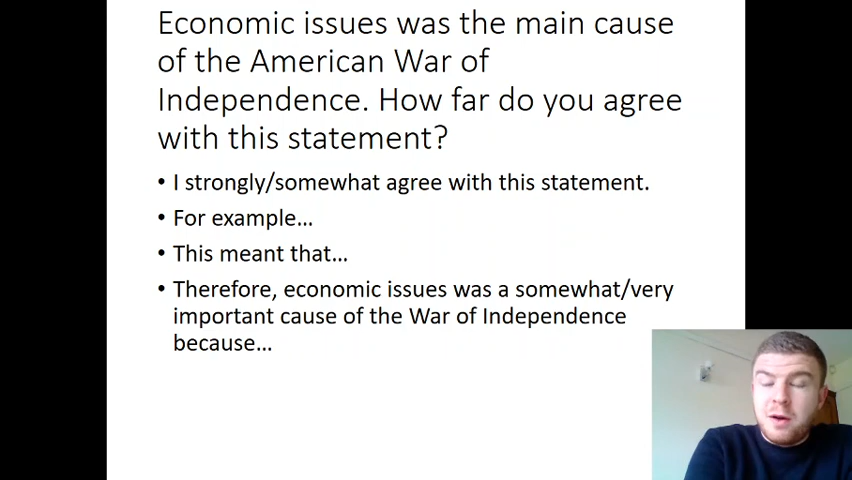 Economic issues was the main cause
of the American War of
Independence. How far do you agree
with this statement?
• I strongly/somewhat agree with this statement.
• For example…
• This meant that…
• Therefore, economic issues was a somewhat/very
important cause of the War of Independence
because…